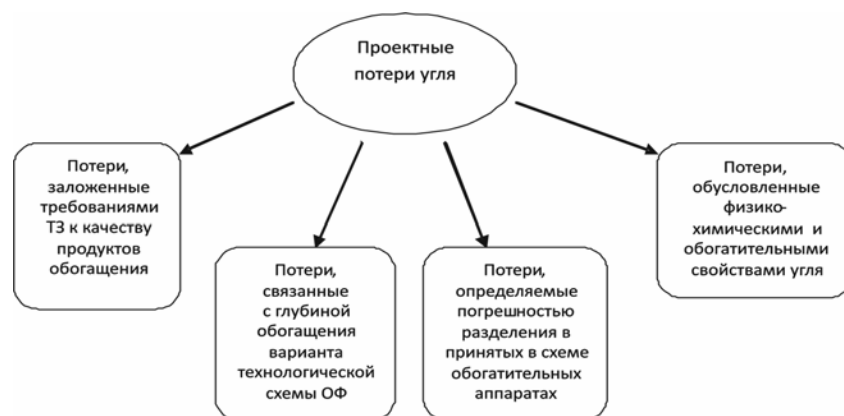 Проектные
потери угля
Потери,
заложенные
требованиями
ТЗ к качеству
продуктов
обогащения
Потери,
связанные
с глубиной
обогащения
варианта
технологической
схемы ОФ
Потери,
определяемые
погрешностью
разделения в
принятых в схеме
обогатительных
аппаратах
Потери,
обусловленные
физико-
химическими и
обогатительными
свойствами угля